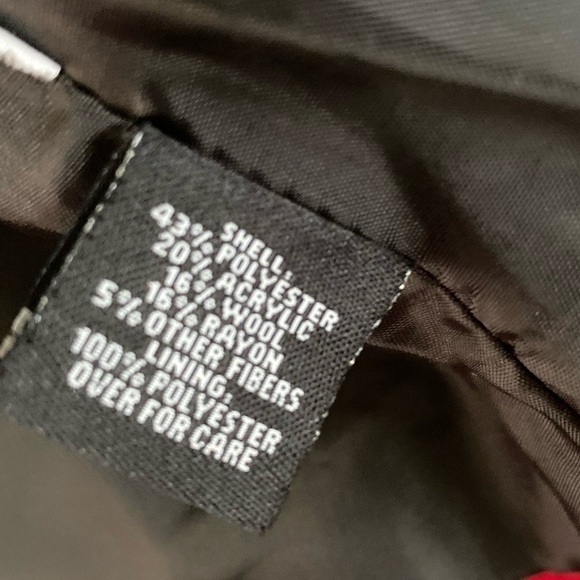 SHELL:
43% POLYESTER
20% ACRYLIC
16% WOOL
16% RAYON
5% OTHER FIBERS
LINING:
100% POLYESTER
OVER FOR CARE